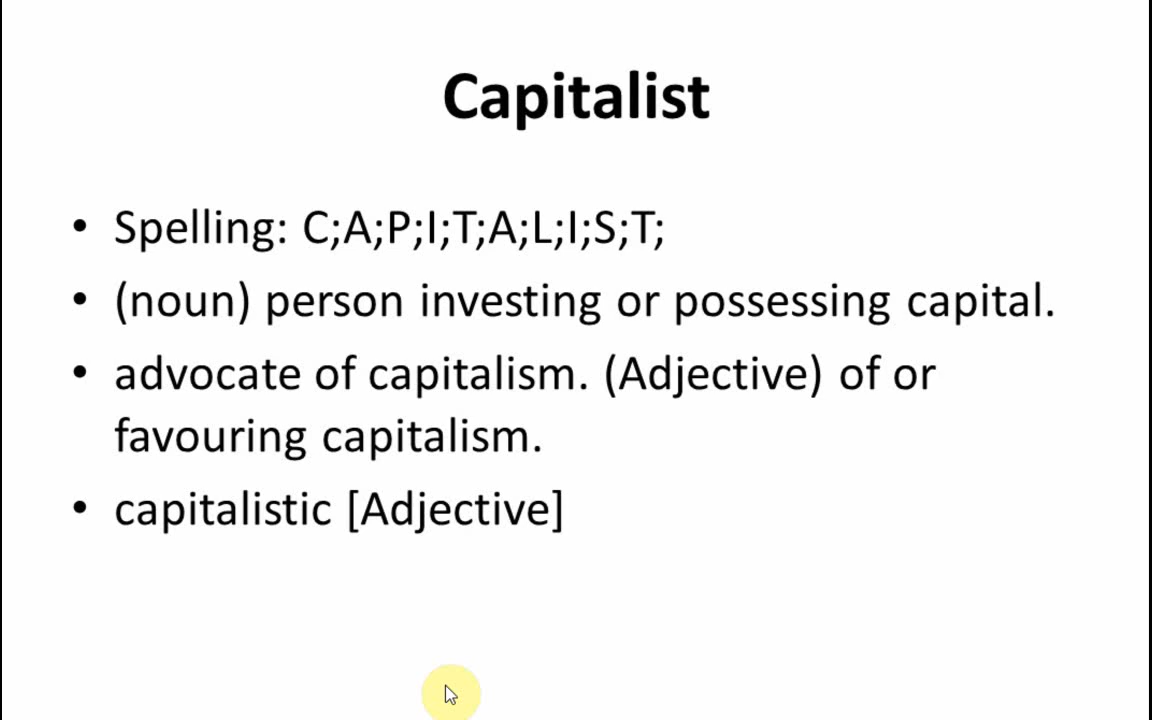 Capitalist
• Spelling: C;A;P;I;T;A;L;I;S;T;
• (noun) person investing or possessing capital.
• advocate of capitalism. (Adjective) of or
favouring capitalism.
• capitalistic [Adjective]